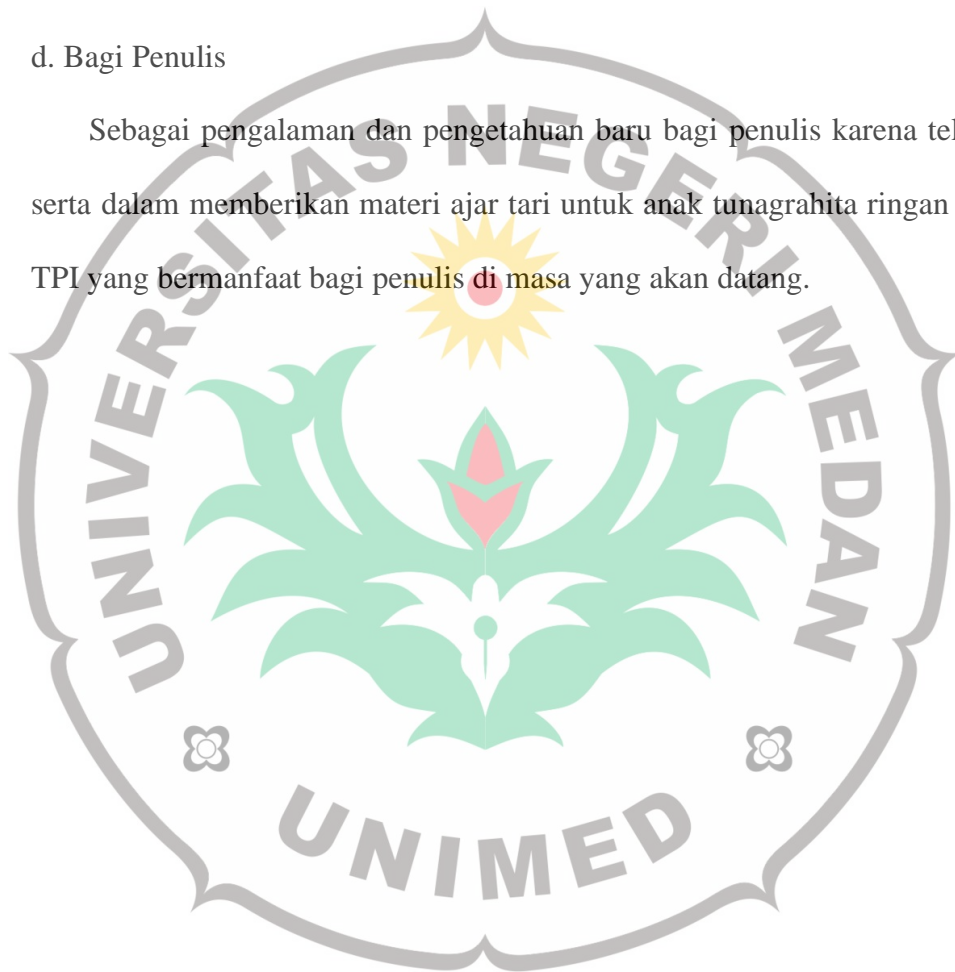 d. Bagi Penulis
Sebagai pengalaman dan pengetahuan baru bagi penulis karena tel
serta dalam memberikan materi ajar tari untuk anak tunagrahita ringan
TPI yang bermanfaat bagi penulis di masa yang akan datang.
UNIVERSITAS NEGERI MEDAN
UNIMED